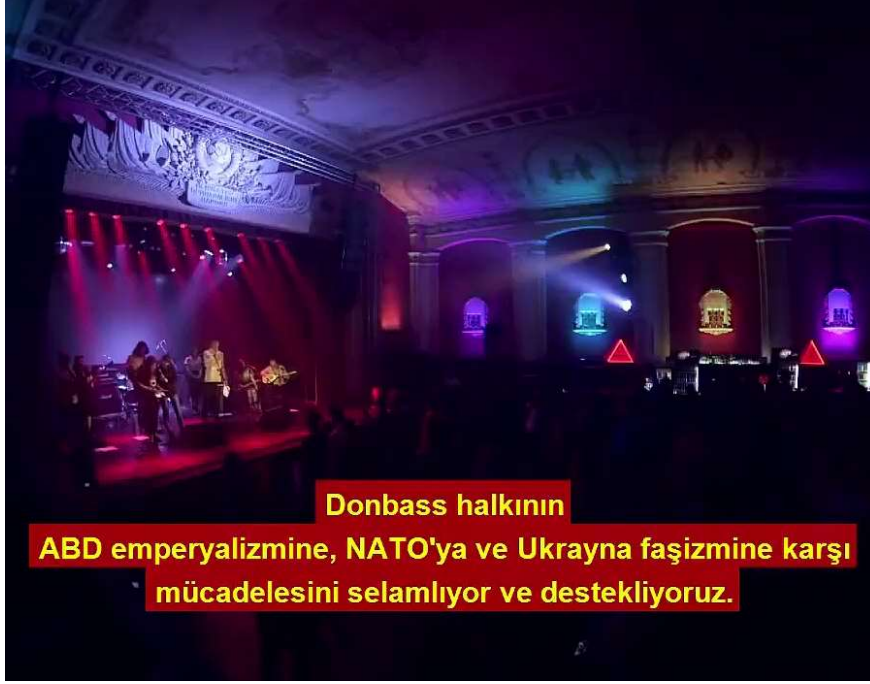 Donbass halkının
ABD emperyalizmine, NATO'ya ve Ukrayna faşizmine karşı
mücadelesini selamlıyor ve destekliyoruz.